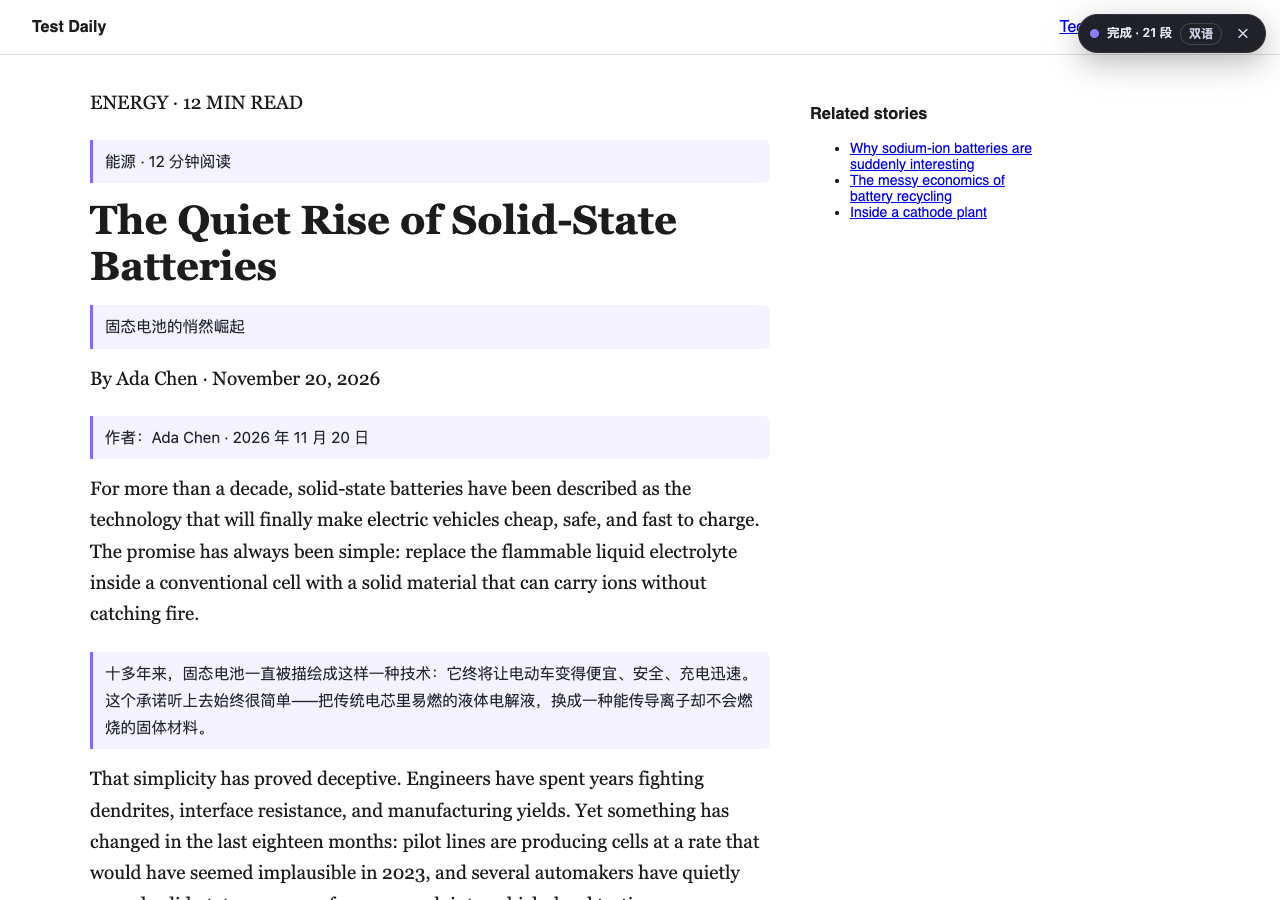 Test Daily
完成 · 21 段 双语
ENERGY · 12 MIN READ
能源 · 12 分钟阅读
The Quiet Rise of Solid-State
Batteries
固态电池的悄然崛起
By Ada Chen · November 20, 2026
作者：Ada Chen · 2026 年 11 月 20 日
For more than a decade, solid-state batteries have been described as the
technology that will finally make electric vehicles cheap, safe, and fast to charge.
The promise has always been simple: replace the flammable liquid electrolyte
inside a conventional cell with a solid material that can carry ions without
catching fire.
十多年来，固态电池一直被描绘成这样一种技术：它终将让电动车变得便宜、安全、充电迅速。
这个承诺听上去始终很简单——把传统电芯里易燃的液体电解液，换成一种能传导离子却不会燃
烧的固体材料。
That simplicity has proved deceptive. Engineers have spent years fighting
dendrites, interface resistance, and manufacturing yields. Yet something has
changed in the last eighteen months: pilot lines are producing cells at a rate that
would have seemed implausible in 2023, and several automakers have quietly
Related stories
Why sodium-ion batteries are
suddenly interesting
The messy economics of
battery recycling
Inside a cathode plant